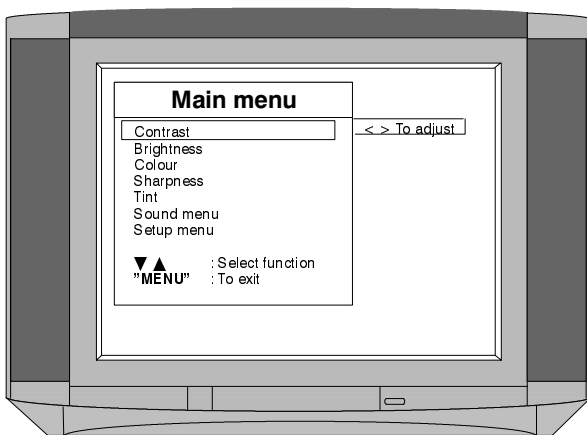 Main menu
Contrast
< > To adjust
Brightness
Colour
Sharpness
Tint
Sound menu
Setup menu
▼ ▲ : Select function
"MENU" : To exit